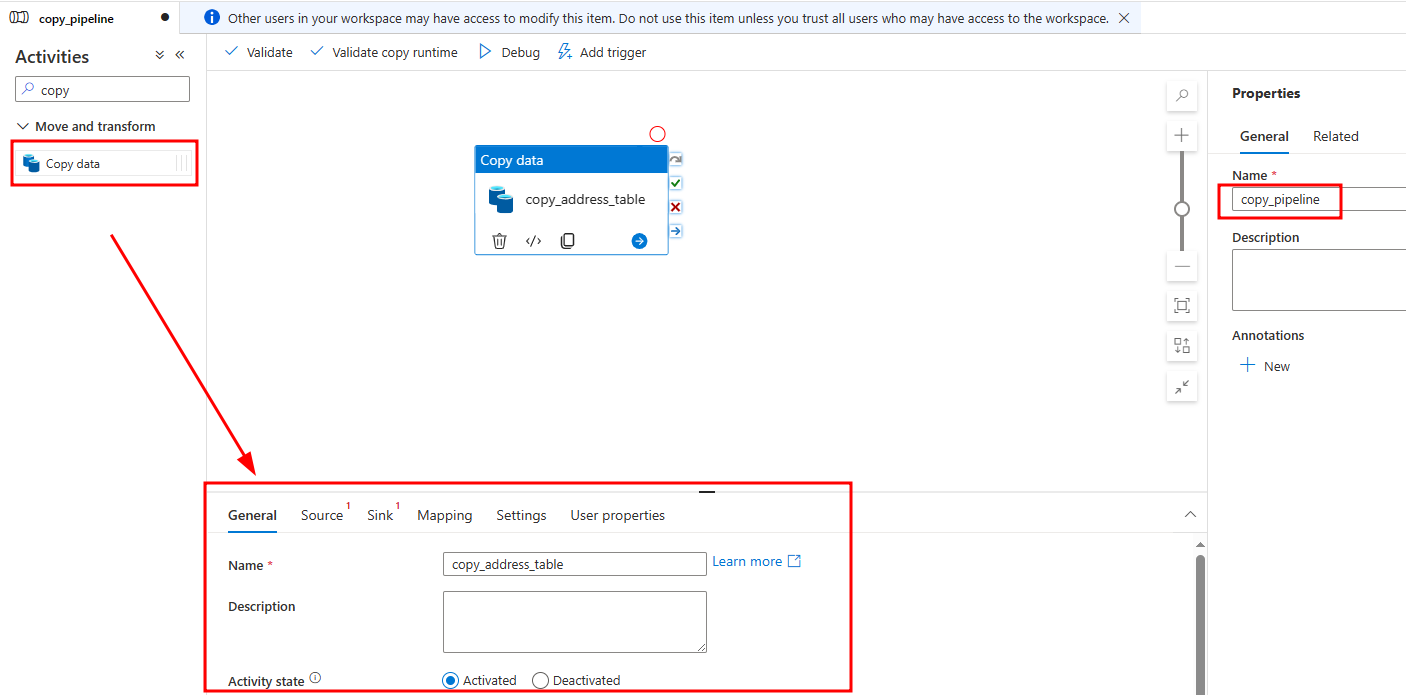 copy_pipeline
Other users in your workspace may have access to modify this item. Do not use this item unless you trust all users who may have access to the workspace.
Activities
copy
Move and transform
Copy data
Validate
Validate copy runtime
Debug
Add trigger
Copy data
copy_address_table
Properties
General
Related
Name *
copy_pipeline
Description
Annotations
New
General
Source 1
Sink 1
Mapping
Settings
User properties
Name *
copy_address_table
Learn more
Description
Activity state
Activated
Deactivated